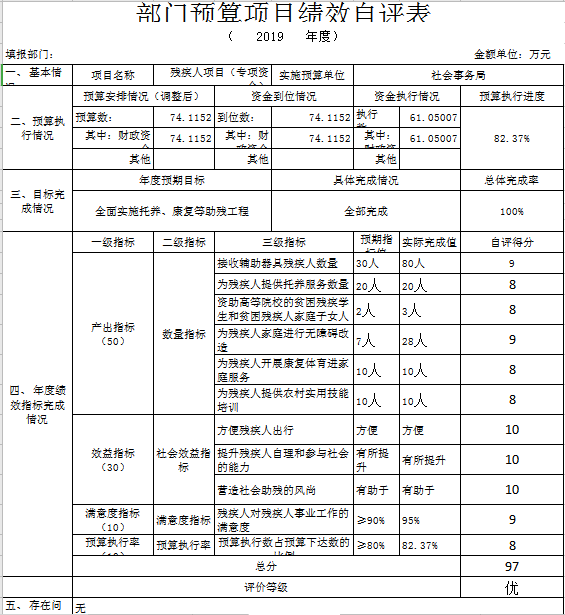 部门预算项目绩效自评表
（ 2019 年度）
填报部门： 金额单位：万元
一、基本情 项目名称 残疾人项目（专项资 实施预算单位 社会事务局
二、预算执行情况 预算安排情况（调整后） 资金到位情况 资金执行情况 预算执行进度
预算数： 74.1152 到位数： 74.1152 执行 61.05007 82.37%
其中：财政资 74.1152 其中：财 74.1152 其中： 61.05007
其他 其他 其他
三、目标完成情况 年度预期目标 具体完成情况 总体完成率
全面实施托养、康复等助残工程 全部完成 100%
四、年度绩效指标完成情况 一级指标 二级指标 三级指标 预期指 实际完成值 自评得分
产出指标（50） 数量指标 接收辅助器具残疾人数量 30人 80人 9
为残疾人提供托养服务数量 20人 20人 8
资助高等院校的贫困残疾学生和贫困残疾人家庭子女人 2人 3人 8
为残疾人家庭进行无障碍改造 7人 28人 9
为残疾人开展康复体育进家庭服务 10人 10人 8
为残疾人提供农村实用技能培训 10人 10人 8
效益指标（30） 社会效益指标 方便残疾人出行 方便 方便 10
提升残疾人自理和参与社会的能力 有所提升 有所提升 10
营造社会助残的风尚 有助于 有助于 10
满意度指标（10） 满意度指标 残疾人对残疾人事业工作的满意度 ≥90% 95% 9
预算执行率 预算执行率 预算执行数占预算下达数的 ≥80% 82.37% 8
总分 97
评价等级 优
五、存在问 无